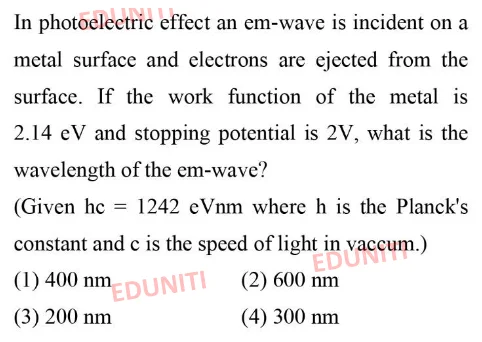 In photoelectric effect an em-wave is incident on a
metal surface and electrons are ejected from the
surface. If the work function of the metal is
2.14 eV and stopping potential is 2V, what is the
wavelength of the em-wave?
(Given hc = 1242 eVnm where h is the Planck's
constant and c is the speed of light in vaccum.)
(1) 400 nm (2) 600 nm
(3) 200 nm (4) 300 nm
EDUNITI
EDUNITI
EDUNITI